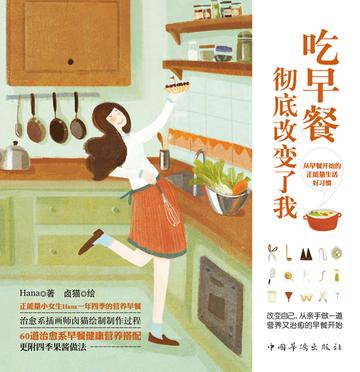 吃早餐
彻底改变了我
从早餐开始的
正能量生活
好习惯
Hana◎著 卤猫◎绘
正能量小女生Hana一年四季的营养早餐
治愈系插画师卤猫绘制制作过程
60道治愈系早餐健康营养搭配
更附四季果酱做法
改变自己，从亲手做一道
营养又治愈的早餐开始
中国华侨出版社